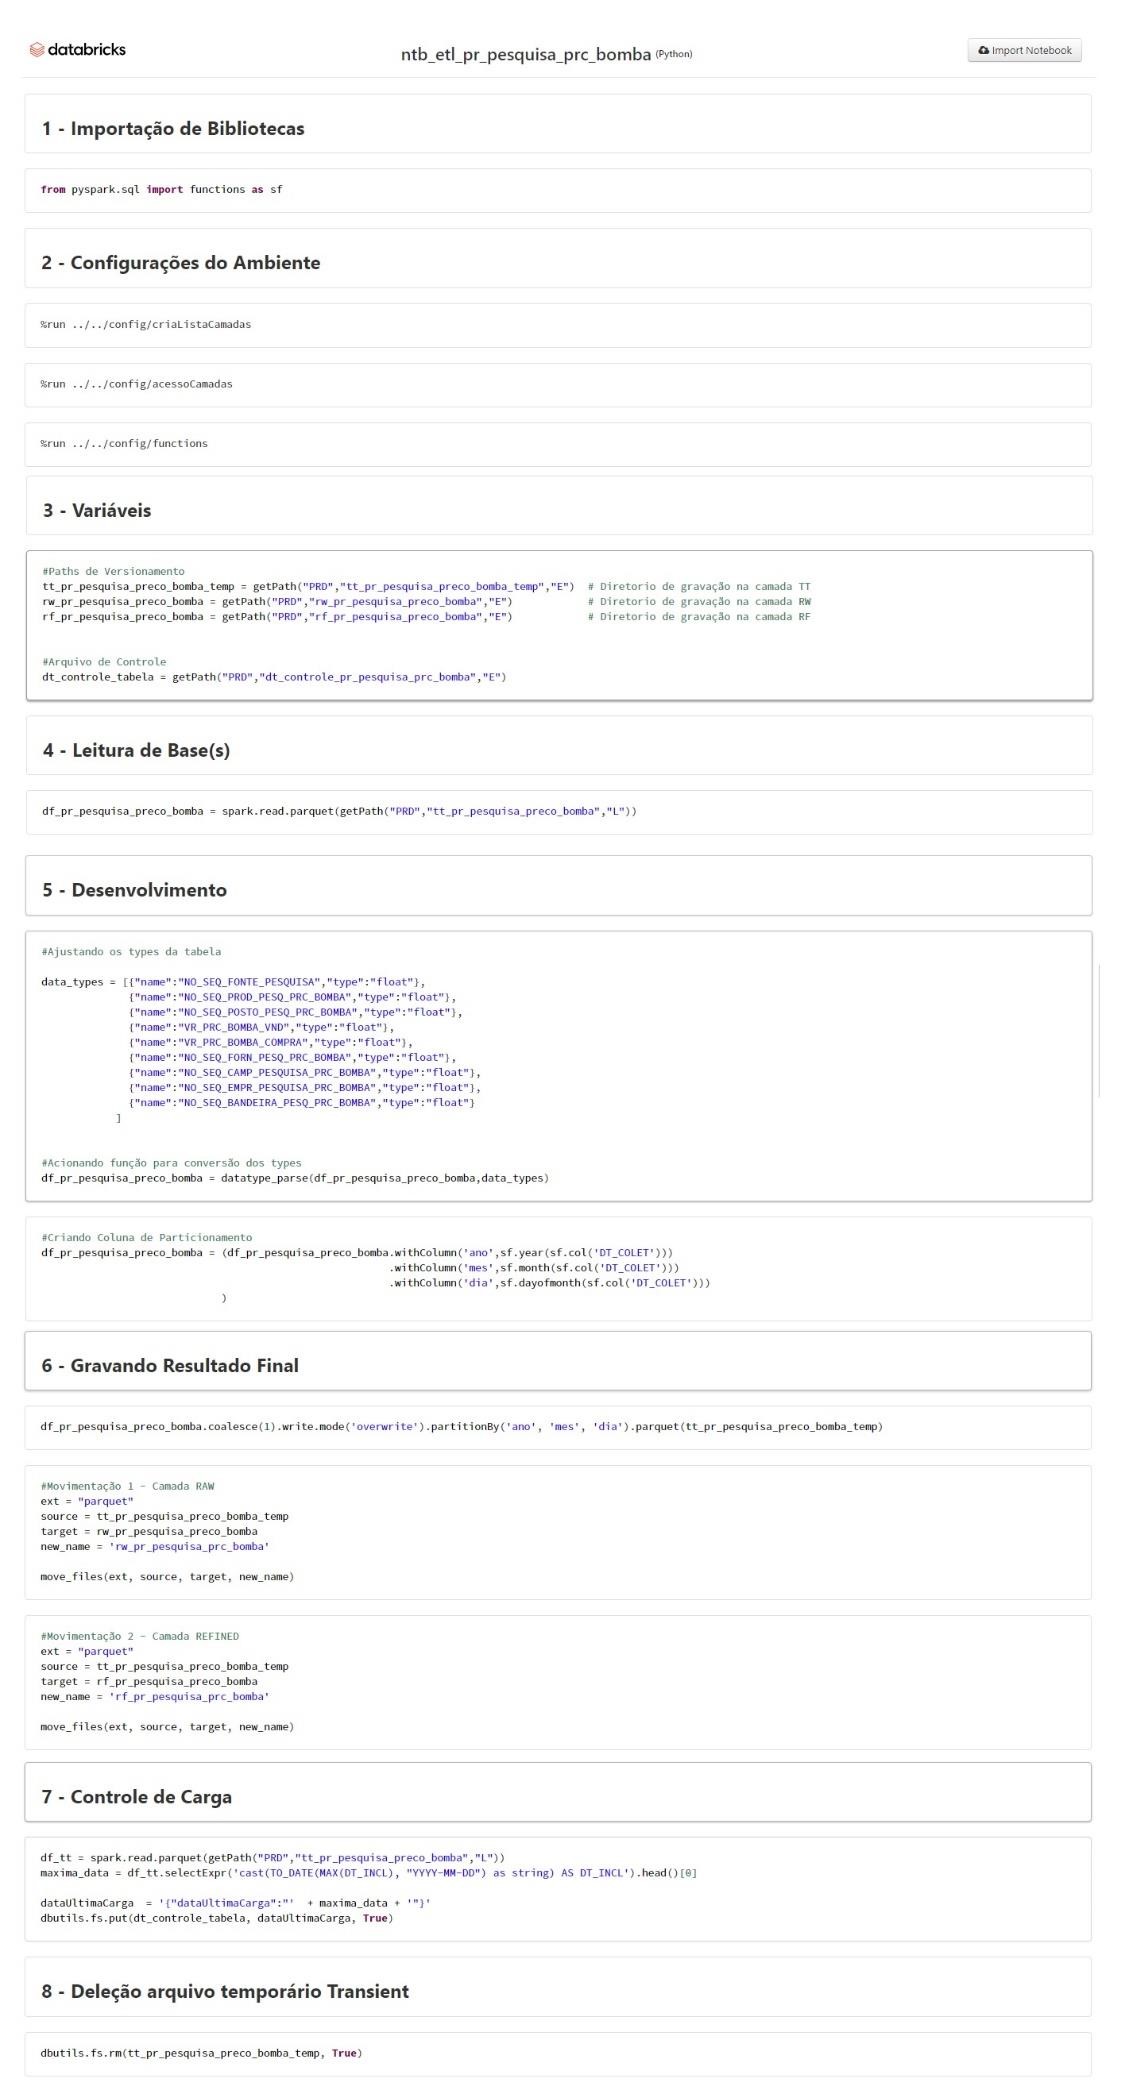 databricks
ntb_etl_pr_pesquisa_prc_bomba (Python)
Import Notebook
1 - Importação de Bibliotecas
from pyspark.sql import functions as sf
2 - Configurações do Ambiente
%run ../../config/criaListaCamadas
%run ../../config/acessoCamadas
%run ../../config/functions
3 - Variáveis
#Paths de Versionamento
tt_pr_pesquisa_preco_bomba_temp = getPath("PRD","tt_pr_pesquisa_preco_bomba_temp","E")  # Diretorio de gravação na camada TT
rw_pr_pesquisa_preco_bomba = getPath("PRD","rw_pr_pesquisa_preco_bomba","E")            # Diretorio de gravação na camada RW
rf_pr_pesquisa_preco_bomba = getPath("PRD","rf_pr_pesquisa_preco_bomba","E")            # Diretorio de gravação na camada RF
#Arquivo de Controle
dt_controle_tabela = getPath("PRD","dt_controle_pr_pesquisa_prc_bomba","E")
4 - Leitura de Base(s)
df_pr_pesquisa_preco_bomba = spark.read.parquet(getPath("PRD","tt_pr_pesquisa_preco_bomba","L"))
5 - Desenvolvimento
#Ajustando os types da tabela
data_types = [{"name":"NO_SEQ_FONTE_PESQUISA","type":"float"},
{"name":"NO_SEQ_PROD_PESQ_PRC_BOMBA","type":"float"},
{"name":"NO_SEQ_POSTO_PESQ_PRC_BOMBA","type":"float"},
{"name":"VR_PRC_BOMBA_VND","type":"float"},
{"name":"VR_PRC_BOMBA_COMPRA","type":"float"},
{"name":"NO_SEQ_FORN_PESQ_PRC_BOMBA","type":"float"},
{"name":"NO_SEQ_CAMP_PESQUISA_PRC_BOMBA","type":"float"},
{"name":"NO_SEQ_EMPR_PESQUISA_PRC_BOMBA","type":"float"},
{"name":"NO_SEQ_BANDEIRA_PESQ_PRC_BOMBA","type":"float"}
]
#Acionando função para conversão dos types
df_pr_pesquisa_preco_bomba = datatype_parse(df_pr_pesquisa_preco_bomba,data_types)
#Criando Coluna de Particionamento
df_pr_pesquisa_preco_bomba = (df_pr_pesquisa_preco_bomba.withColumn('ano',sf.year(sf.col('DT_COLET')))
.withColumn('mes',sf.month(sf.col('DT_COLET')))
.withColumn('dia',sf.dayofmonth(sf.col('DT_COLET')))
)
6 - Gravando Resultado Final
df_pr_pesquisa_preco_bomba.coalesce(1).write.mode('overwrite').partitionBy('ano', 'mes', 'dia').parquet(tt_pr_pesquisa_preco_bomba_temp)
#Movimentação 1 - Camada RAW
ext = "parquet"
source = tt_pr_pesquisa_preco_bomba_temp
target = rw_pr_pesquisa_preco_bomba
new_name = 'rw_pr_pesquisa_prc_bomba'
move_files(ext, source, target, new_name)
#Movimentação 2 - Camada REFINED
ext = "parquet"
source = tt_pr_pesquisa_preco_bomba_temp
target = rf_pr_pesquisa_preco_bomba
new_name = 'rf_pr_pesquisa_prc_bomba'
move_files(ext, source, target, new_name)
7 - Controle de Carga
df_tt = spark.read.parquet(getPath("PRD","tt_pr_pesquisa_preco_bomba","L"))
maxima_data = df_tt.selectExpr('cast(TO_DATE(MAX(DT_INCL), "YYYY-MM-DD") as string) AS DT_INCL').head()[0]
dataUltimaCarga  = '{"dataUltimaCarga":"'  + maxima_data + '"}'
dbutils.fs.put(dt_controle_tabela, dataUltimaCarga, True)
8 - Deleção arquivo temporário Transient
dbutils.fs.rm(tt_pr_pesquisa_preco_bomba_temp, True)